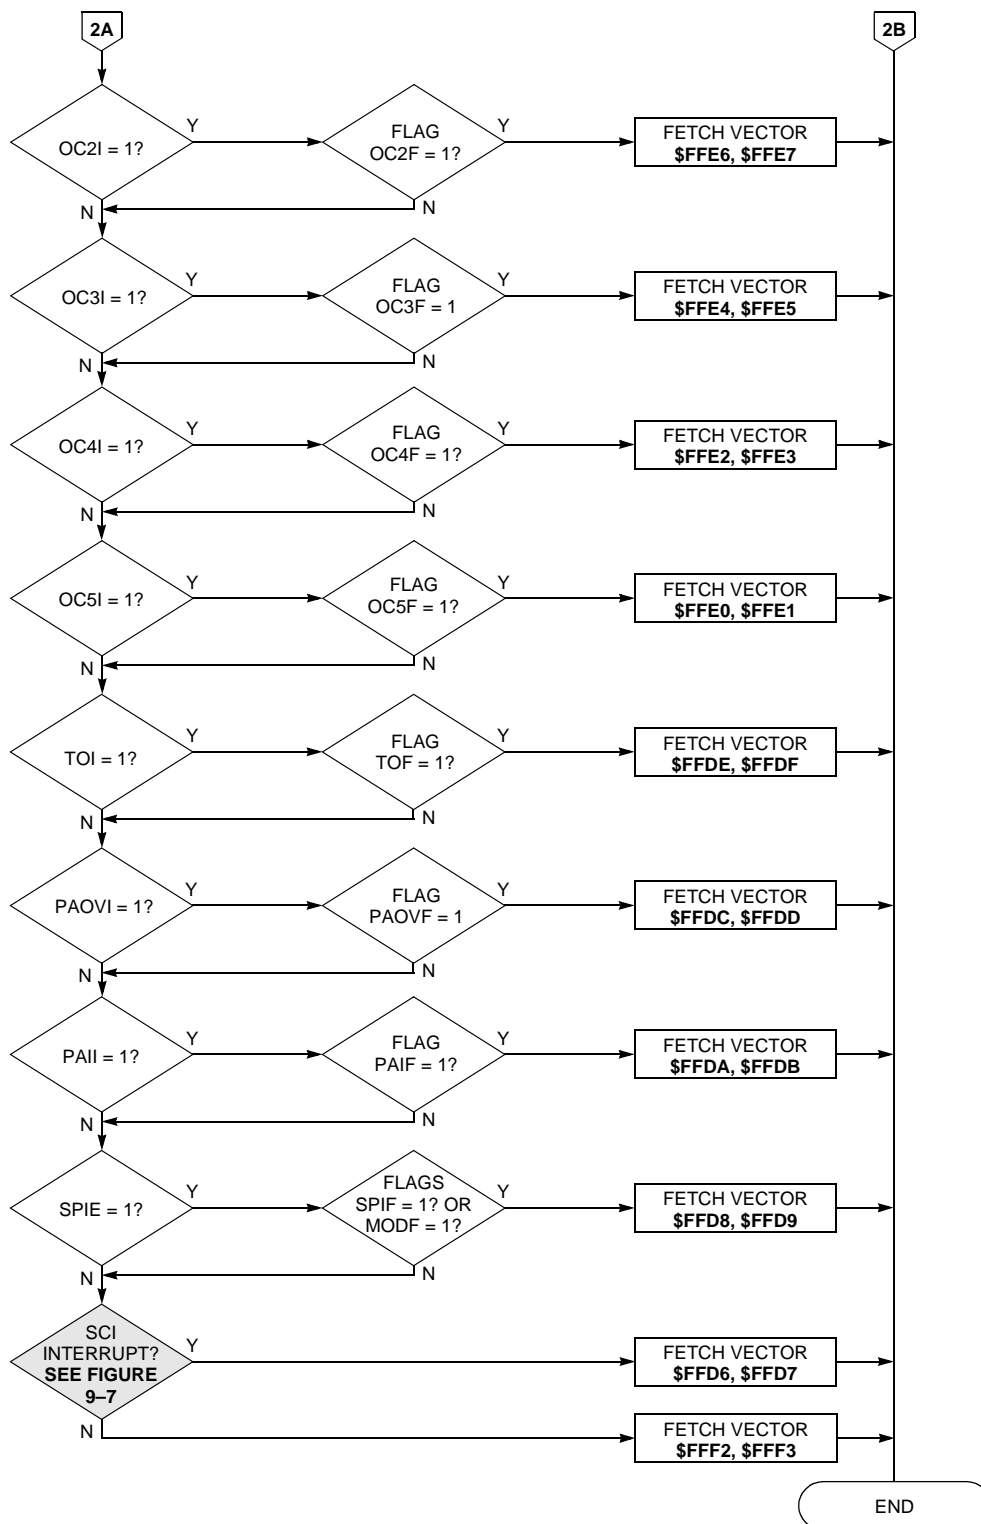 2A
2B
OC2I = 1?
Y
FLAG
OC2F = 1?
Y
FETCH VECTOR
$FFE6, $FFE7
N
N
OC3I = 1?
Y
FLAG
OC3F = 1
Y
FETCH VECTOR
$FFE4, $FFE5
N
N
OC4I = 1?
Y
FLAG
OC4F = 1?
Y
FETCH VECTOR
$FFE2, $FFE3
N
N
OC5I = 1?
Y
FLAG
OC5F = 1?
Y
FETCH VECTOR
$FFE0, $FFE1
N
N
TOI = 1?
Y
FLAG
TOF = 1?
Y
FETCH VECTOR
$FFDE, $FFDF
N
N
PAOVI = 1?
Y
FLAG
PAOVF = 1
Y
FETCH VECTOR
$FFDC, $FFDD
N
N
PAII = 1?
Y
FLAG
PAIF = 1?
Y
FETCH VECTOR
$FFDA, $FFDB
N
N
SPIE = 1?
Y
FLAGS
SPIF = 1? OR
MODF = 1?
Y
FETCH VECTOR
$FFD8, $FFD9
N
N
SCI
INTERRUPT?
SEE FIGURE
9–7
Y
FETCH VECTOR
$FFD6, $FFD7
N
FETCH VECTOR
$FFF2, $FFF3
END